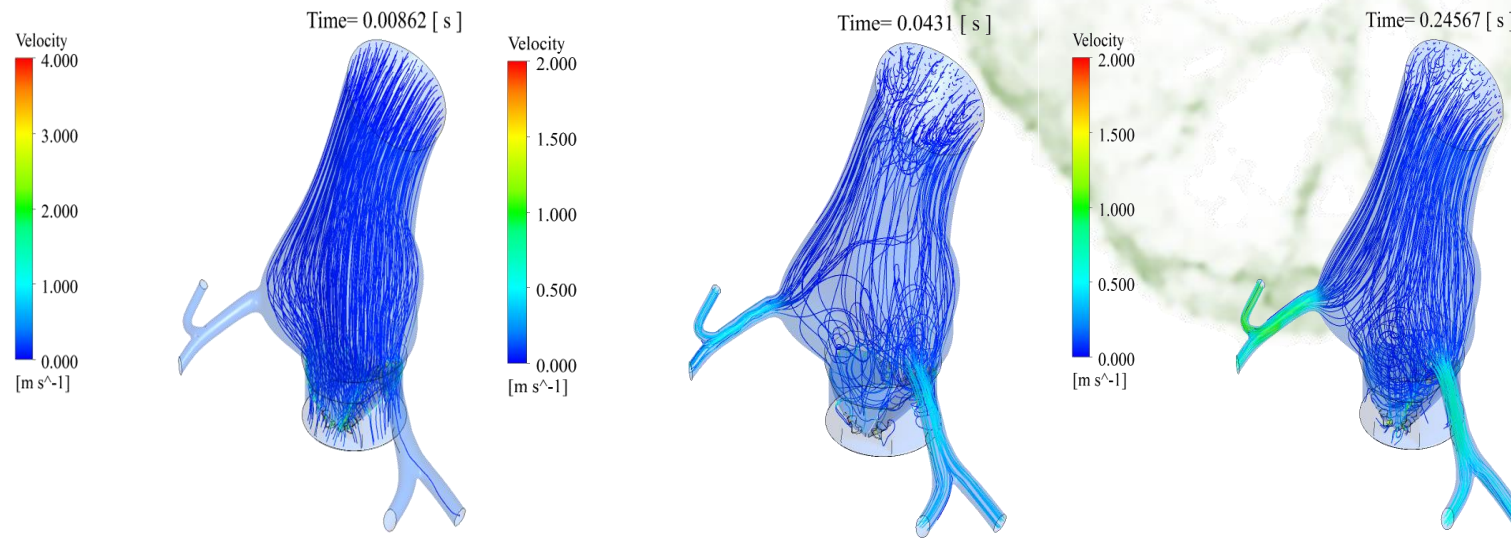 Time= 0.00862 [ s ]
Velocity
4.000
3.000
2.000
1.000
0.000
[m s^-1]
Time= 0.0431 [ s ]
Velocity
2.000
1.500
1.000
0.500
0.000
[m s^-1]
Time= 0.24567 [ s ]
Velocity
2.000
1.500
1.000
0.500
0.000
[m s^-1]